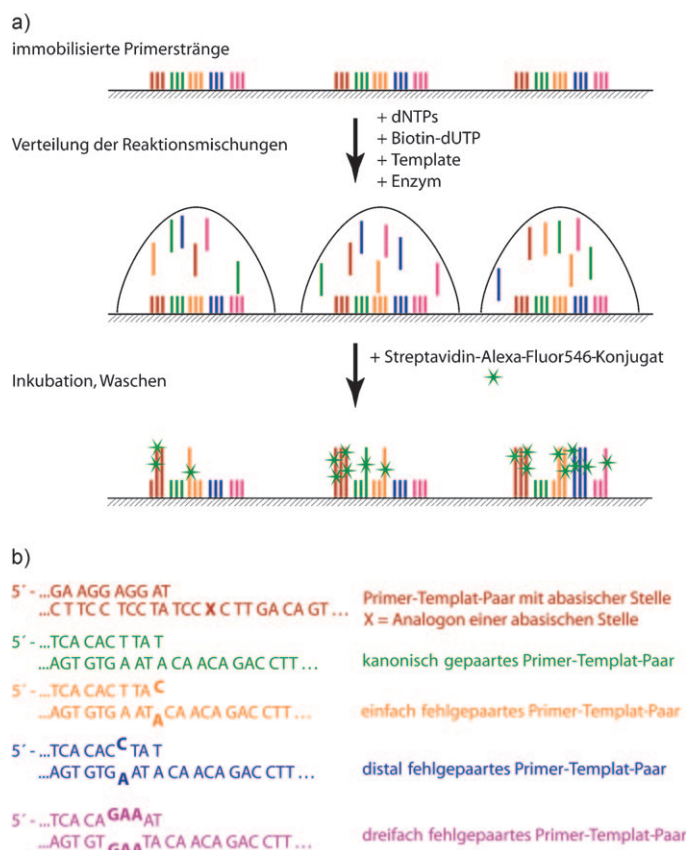 a)
immobilisierte Primerstränge
Verteilung der Reaktionsmischungen
+ dNTPs
+ Biotin-dUTP
+ Template
+ Enzym
Inkubation, Waschen
+ Streptavidin-Alexa-Fluor546-Konjugat
b)
5´- ...GA AGG AGG AT
...C T TC C TCC TA TCC X C TT GA CA GT ...
Primer-Templat-Paar mit abasischer Stelle
X = Analogon einer abasischen Stelle
5´- ...TCA CAC T TA T
...AGT GTG A AT A CA ACA GAC CTT ...
kanonisch gepaartes Primer-Templat-Paar
5´- ...TCA CAC T TA C
...AGT GTG A AT A CA ACA GAC CTT ...
einfach fehlgepaartes Primer-Templat-Paar
5´- ...TCA CAC C TA T
...AGT GTG A AT A CA ACA GAC CTT ...
distal fehlgepaartes Primer-Templat-Paar
5´- ...TCA CA GAA AT
...AGT GT GAA TA CA ACA GAC CTT ...
dreifach fehlgepaartes Primer-Templat-Paar